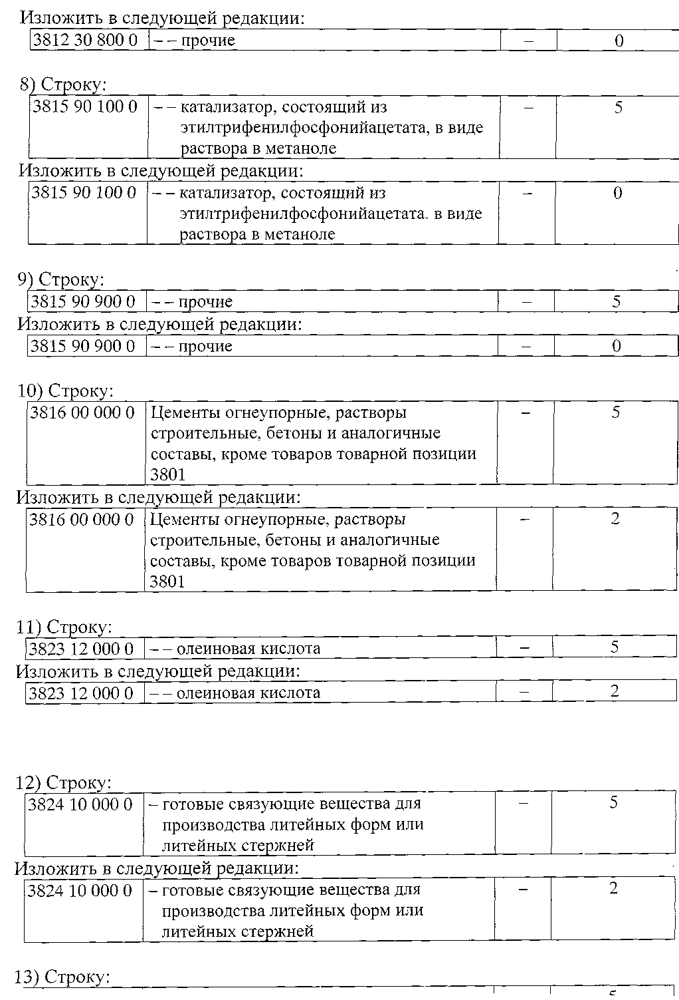 Изложить в следующей редакции:
3812 30 800 0 – – прочие – 0
8) Строку:
3815 90 100 0 – – катализатор, состоящий из – 5
этилтрифенилфосфонийацетата, в виде
раствора в метаноле
Изложить в следующей редакции:
3815 90 100 0 – – катализатор, состоящий из – 0
этилтрифенилфосфонийацетата, в виде
раствора в метаноле
9) Строку:
3815 90 900 0 – – прочие – 5
Изложить в следующей редакции:
3815 90 900 0 – – прочие – 0
10) Строку:
3816 00 000 0 Цементы огнеупорные, растворы – 5
строительные, бетоны и аналогичные
составы, кроме товаров товарной позиции
3801
Изложить в следующей редакции:
3816 00 000 0 Цементы огнеупорные, растворы – 2
строительные, бетоны и аналогичные
составы, кроме товаров товарной позиции
3801
11) Строку:
3823 12 000 0 – – олеиновая кислота – 5
Изложить в следующей редакции:
3823 12 000 0 – – олеиновая кислота – 2
12) Строку:
3824 10 000 0 – готовые связующие вещества для – 5
производства литейных форм или
литейных стержней
Изложить в следующей редакции:
3824 10 000 0 – готовые связующие вещества для – 2
производства литейных форм или
литейных стержней
13) Строку: